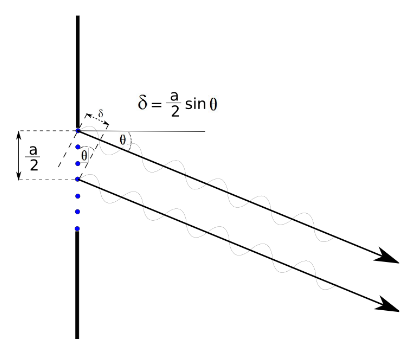 δ
δ = a/2 sin θ
θ
θ
a/2